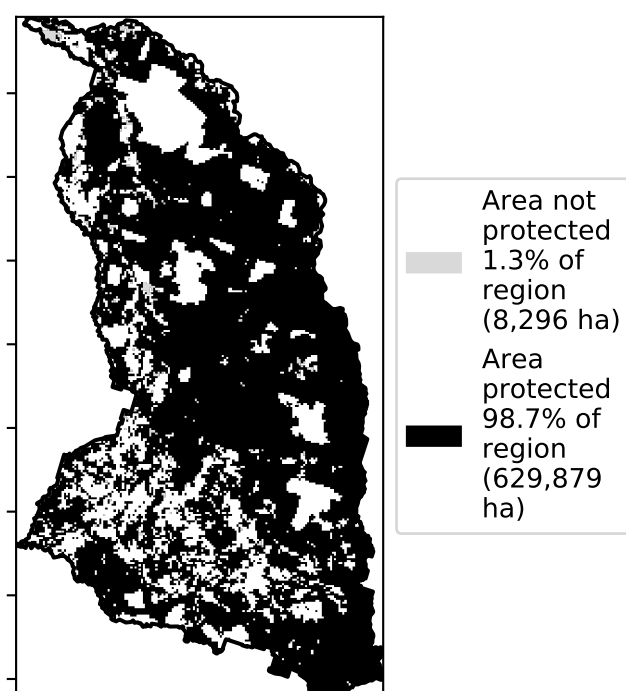 Area not
protected
1.3% of
region
(8,296 ha)
Area
protected
98.7% of
region
(629,879
ha)